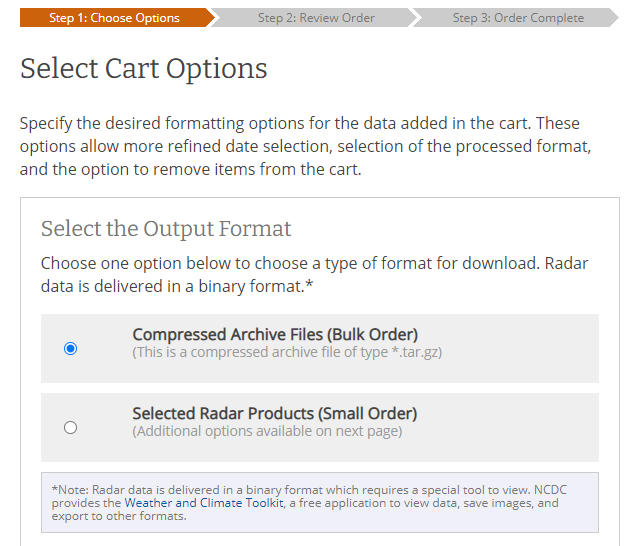 Step 1: Choose Options
Step 2: Review Order
Step 3: Order Complete
Select Cart Options
Specify the desired formatting options for the data added in the cart. These
options allow more refined date selection, selection of the processed format,
and the option to remove items from the cart.
Select the Output Format
Choose one option below to choose a type of format for download. Radar
data is delivered in a binary format.*
Compressed Archive Files (Bulk Order)
(This is a compressed archive file of type *.tar.gz)
Selected Radar Products (Small Order)
(Additional options available on next page)
*Note: Radar data is delivered in a binary format which requires a special tool to view. NCDC
provides the Weather and Climate Toolkit, a free application to view data, save images, and
export to other formats.